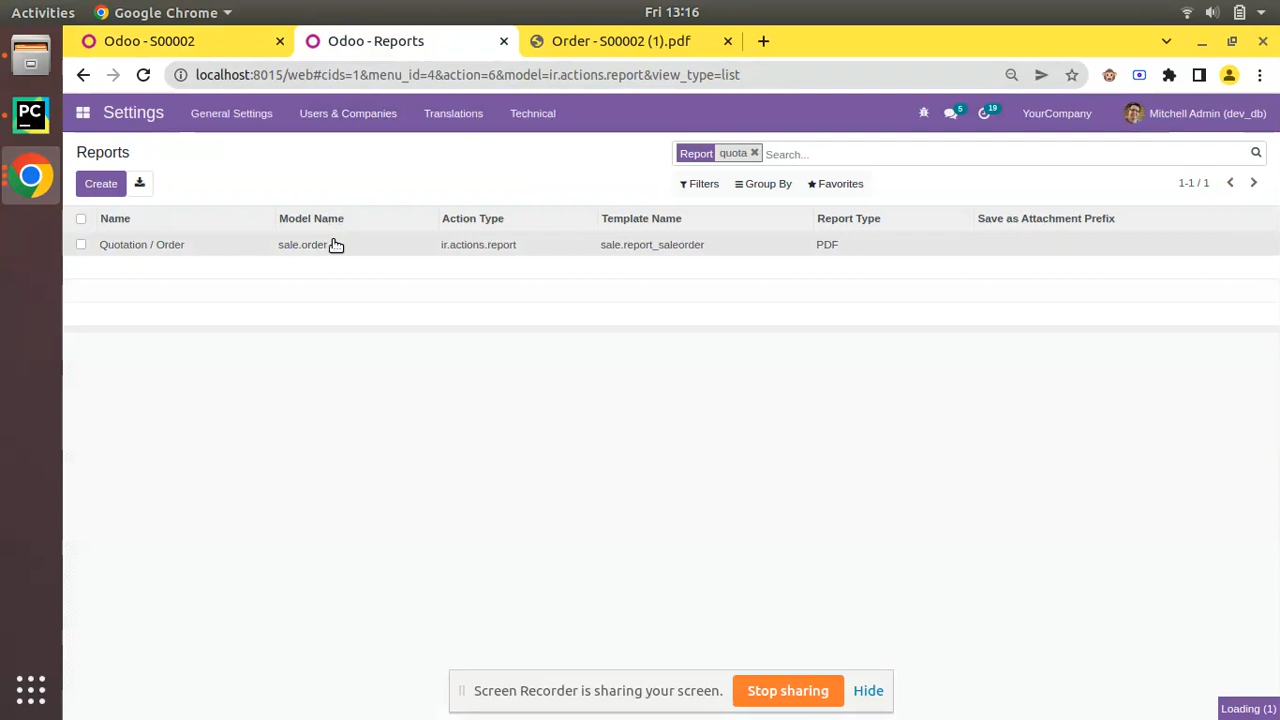 Activities Google Chrome Fri 13:16
Odoo - S00002 Odoo - Reports Order - S00002 (1).pdf
localhost:8015/web#cids=1&menu_id=4&action=6&model=ir.actions.report&view_type=list
Settings General Settings Users & Companies Translations Technical 5 19 YourCompany Mitchell Admin (dev_db)
Reports Report quota Search...
Create Filters Group By Favorites 1-1 / 1
Name Model Name Action Type Template Name Report Type Save as Attachment Prefix
Quotation / Order sale.order ir.actions.report sale.report_saleorder PDF
Screen Recorder is sharing your screen. Stop sharing Hide
Loading (1)